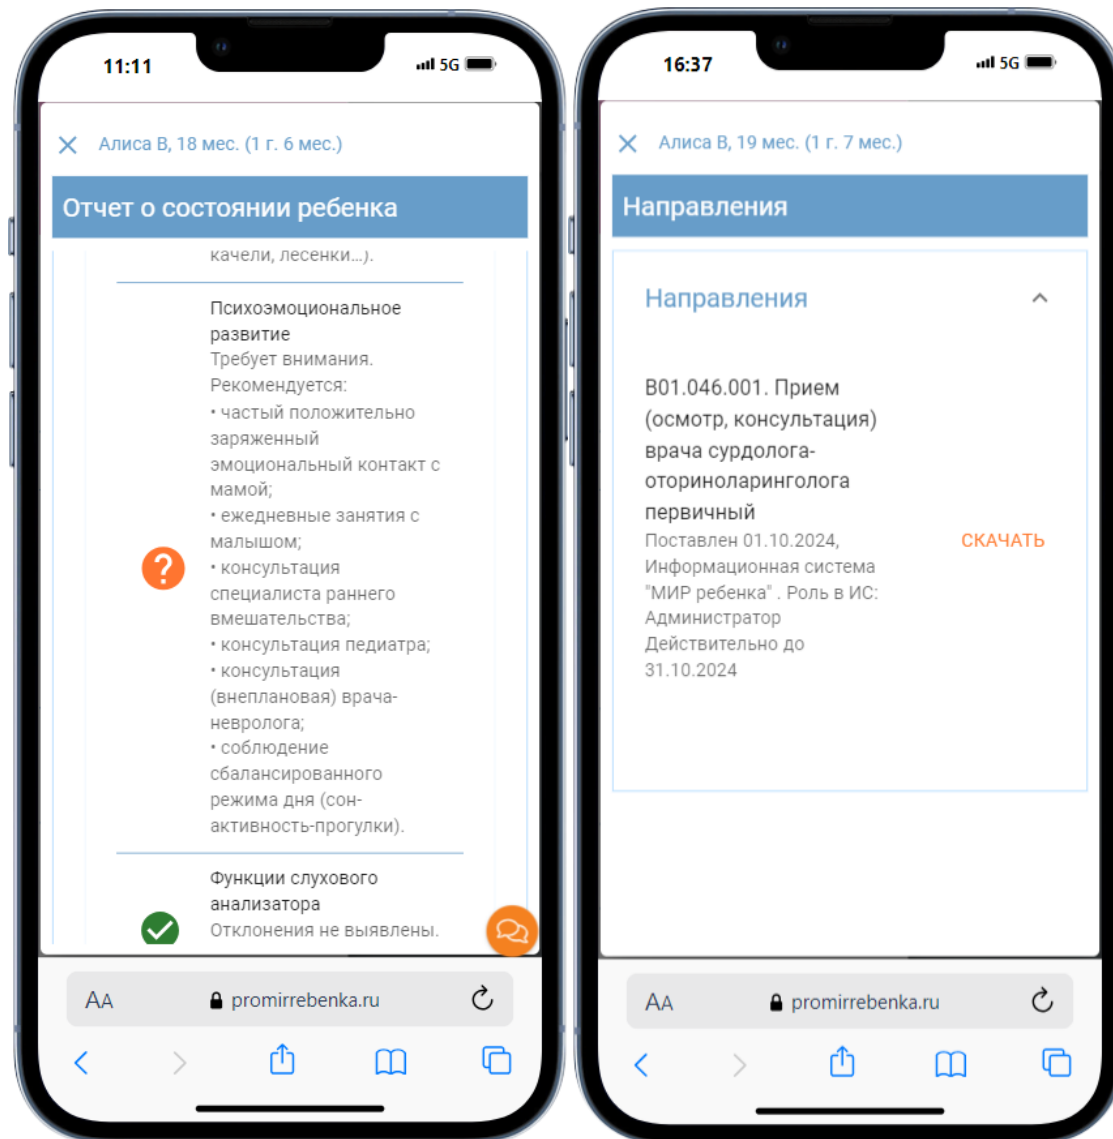 11:11
5G
Алиса В, 18 мес. (1 г. 6 мес.)
Отчет о состоянии ребенка
качели, лесенки...).
Психоэмоциональное
развитие
Требует внимания.
Рекомендуется:
• частый положительно
заряженный
эмоциональный контакт с
мамой;
• ежедневные занятия с
малышом;
• консультация
специалиста раннего
вмешательства;
• консультация педиатра;
• консультация
(внеплановая) врача-
невролога;
• соблюдение
сбалансированного
режима дня (сон-
активность-прогулки).
Функции слухового
анализатора
Отклонения не выявлены.
AA
promirrebenka.ru
16:37
5G
Алиса В, 19 мес. (1 г. 7 мес.)
Направления
Направления
B01.046.001. Прием
(осмотр, консультация)
врача сурдолога-
оториноларинголога
первичный
Поставлен 01.10.2024,
Информационная система
"МИР ребенка" . Роль в ИС:
Администратор
Действительно до
31.10.2024
СКАЧАТЬ
AA
promirrebenka.ru